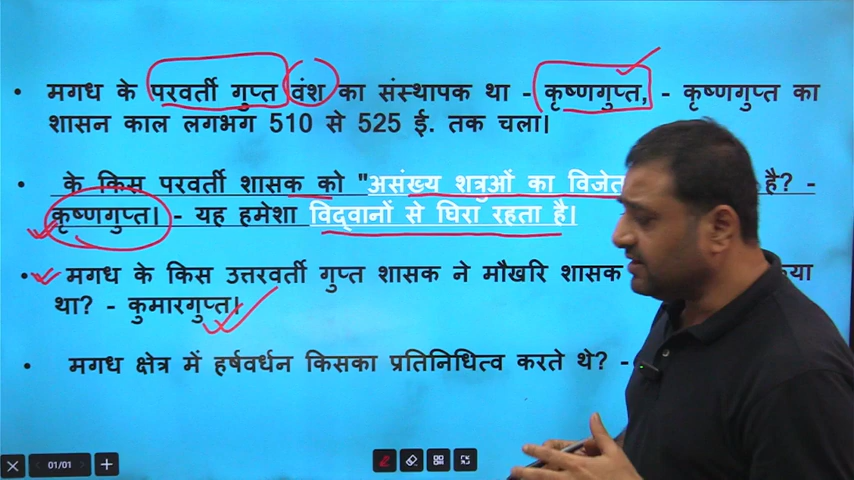 मगध के परवर्ती गुप्त वंश का संस्थापक था - कृष्णगुप्त, - कृष्णगुप्त का
शासन काल लगभग 510 से 525 ई. तक चला।
के किस परवर्ती शासक को "असंख्य शत्रुओं का है? -
कृष्णगुप्त। - यह हमेशा विद्वानों से घिरा रहता है।
मगध के किस उत्तरवर्ती गुप्त शासक ने मौखरि शासक
था? - कुमारगुप्त।
मगध क्षेत्र में हर्षवर्धन किसका प्रतिनिधित्व करते थे? -
01/01